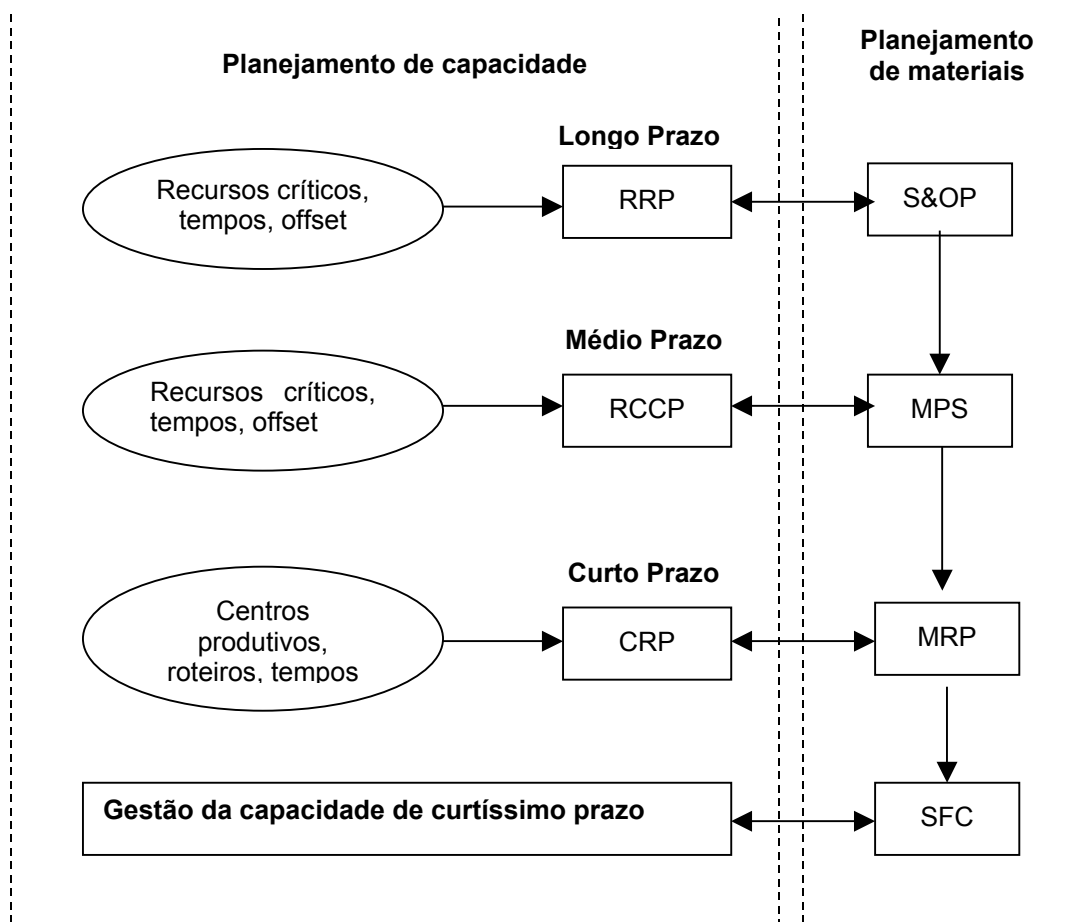 Planejamento de capacidade
Planejamento
de materiais
Longo Prazo
Recursos críticos,
tempos, offset
RRP
S&OP
Médio Prazo
Recursos críticos,
tempos, offset
RCCP
MPS
Curto Prazo
Centros
produtivos,
roteiros, tempos
CRP
MRP
Gestão da capacidade de curtíssimo prazo
SFC